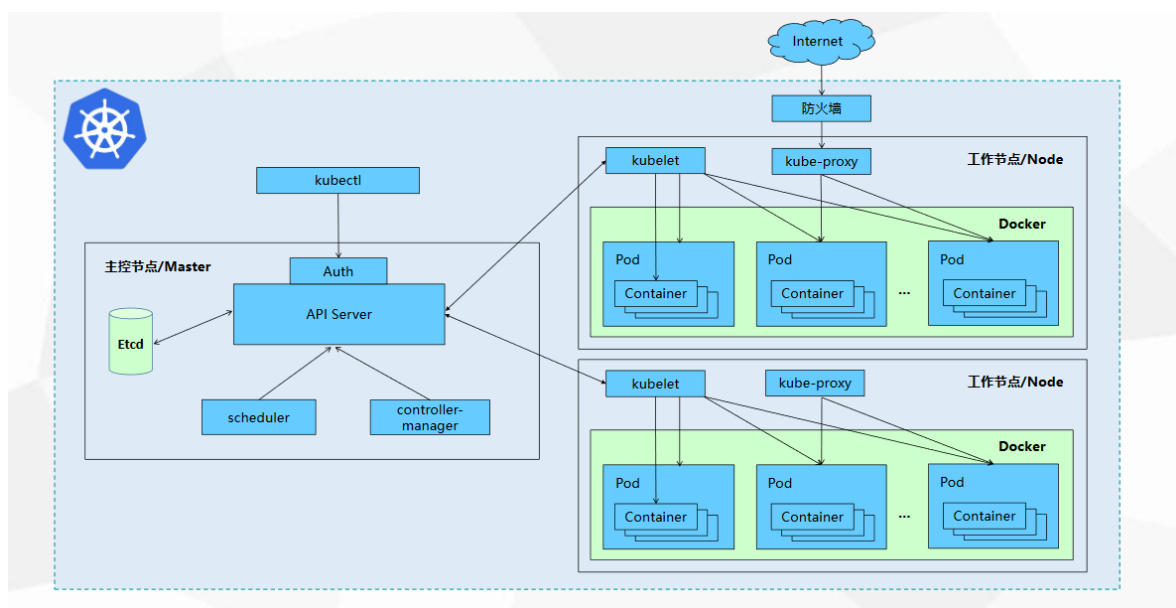 Internet
防火墙
kubelet
kube-proxy
工作节点/Node
kubectl
Docker
主控节点/Master
Auth
Pod
Pod
Pod
Container
Container
...
Container
API Server
Etcd
kubelet
kube-proxy
工作节点/Node
scheduler
controller-
manager
Docker
Pod
Pod
Pod
Container
Container
...
Container